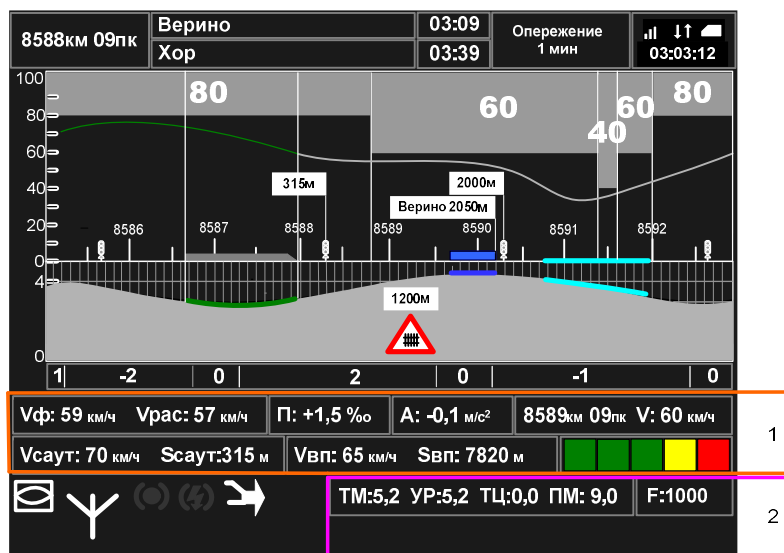 8588км 09пк
Верино 03:09
Хор 03:39
Опережение
1 мин
03:03:12
100
80
60
40
20
0
4
0
80
60
40
60
80
315м
2000м
Верино 2050м
8586 8587 8588 8589 8590 8591 8592
1200м
1 -2 0 2 0 -1 0
Vф: 59 км/ч Vрас: 57 км/ч
П: +1,5 %о
А: -0,1 м/с²
8589км 09пк V: 60 км/ч
1
Vсаут: 70 км/ч Sсаут:315 м
Vвп: 65 км/ч Sвп: 7820 м
ТМ:5,2 УР:5,2 ТЦ:0,0 ПМ: 9,0
F:1000
2